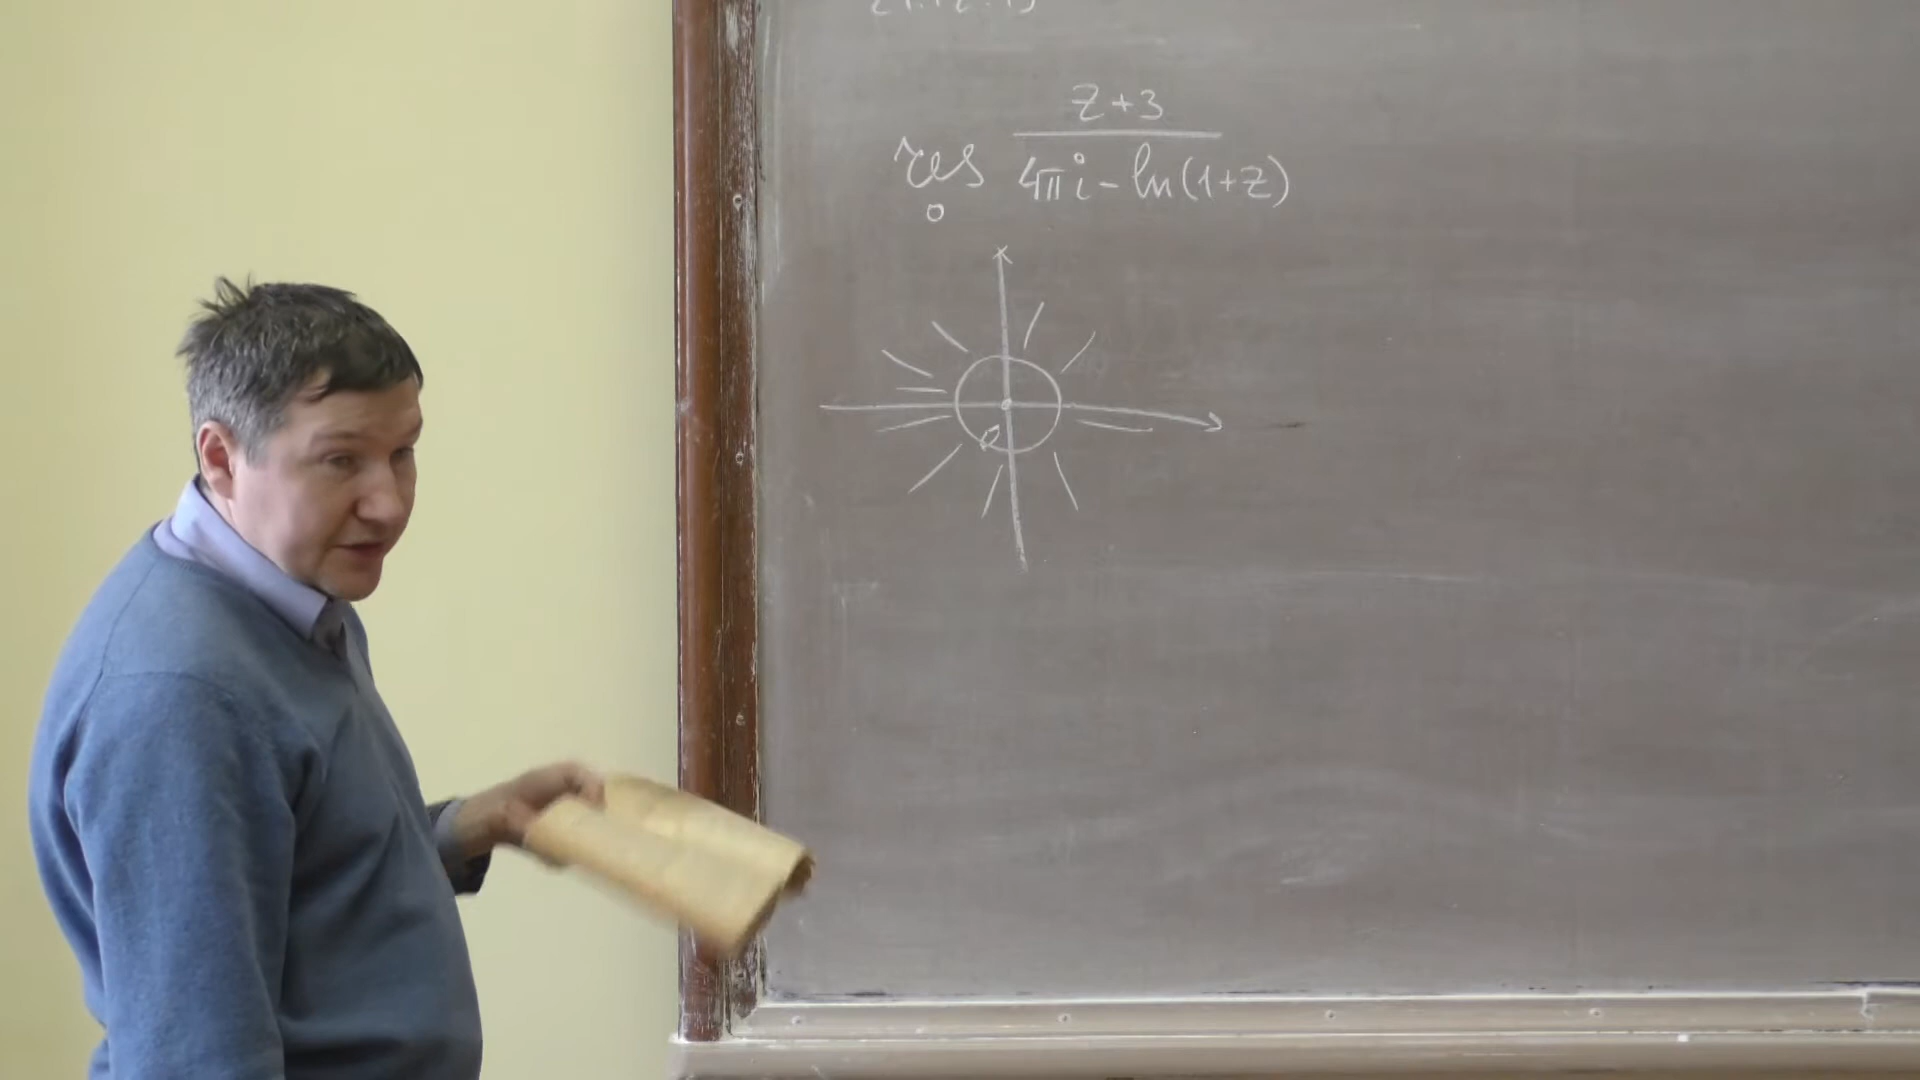 z+3
res 4πi - ln(1+z)
0